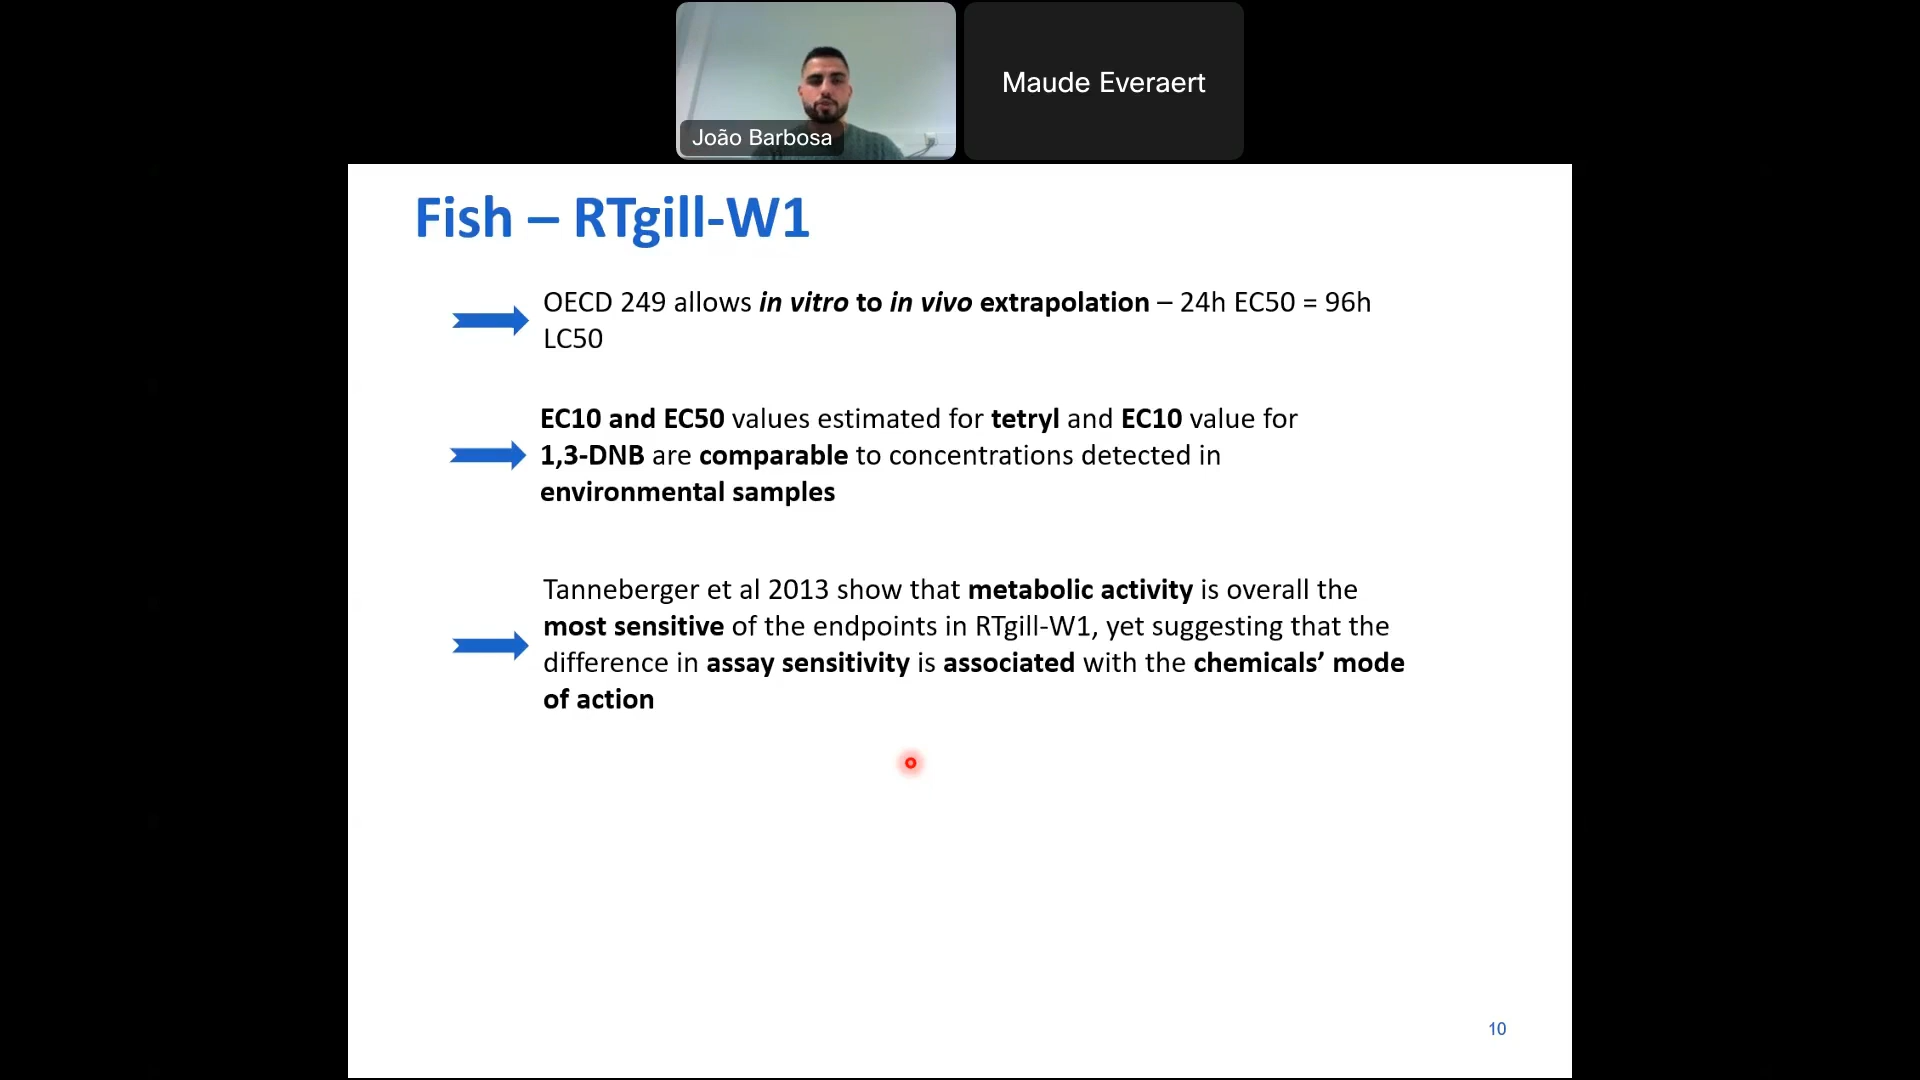 João Barbosa
Maude Everaert
Fish – RTgill-W1
OECD 249 allows in vitro to in vivo extrapolation – 24h EC50 = 96h
LC50
EC10 and EC50 values estimated for tetryl and EC10 value for
1,3-DNB are comparable to concentrations detected in
environmental samples
Tanneberger et al 2013 show that metabolic activity is overall the
most sensitive of the endpoints in RTgill-W1, yet suggesting that the
difference in assay sensitivity is associated with the chemicals’ mode
of action
10